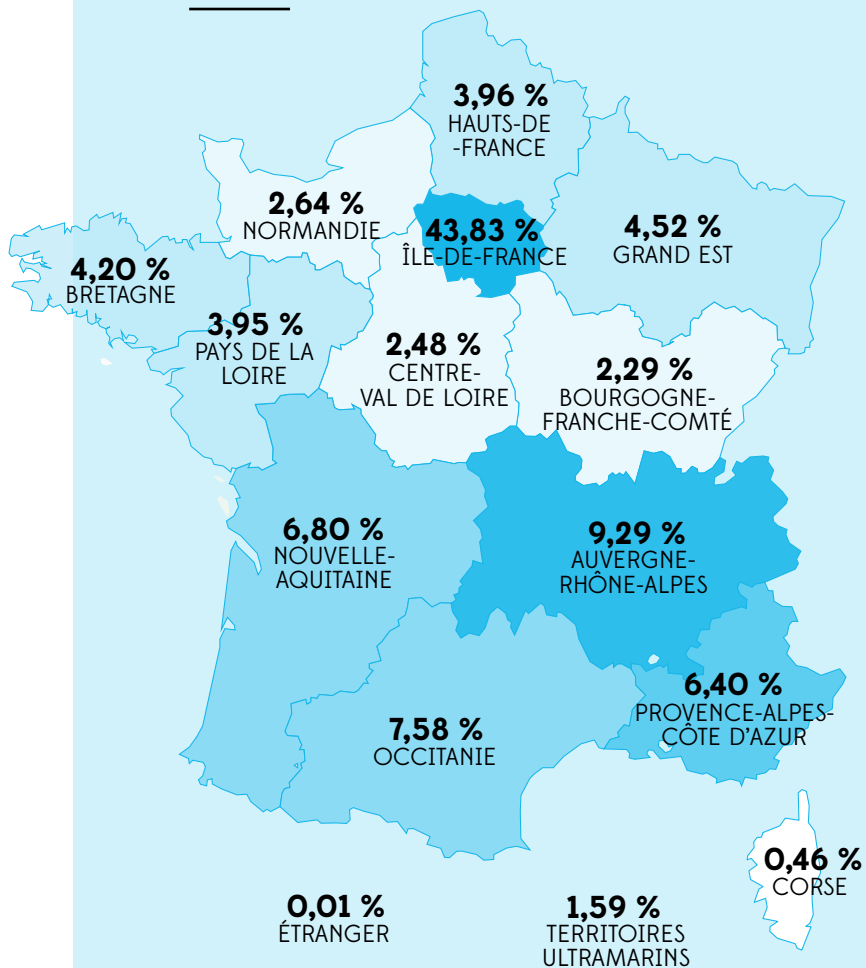 3,96 %
HAUTS-DE
-FRANCE
2,64 %
NORMANDIE
43,83 %
ÎLE-DE-FRANCE
4,52 %
GRAND EST
4,20 %
BRETAGNE
3,95 %
PAYS DE LA
LOIRE
2,48 %
CENTRE-
VAL DE LOIRE
2,29 %
BOURGOGNE-
FRANCHE-COMTÉ
6,80 %
NOUVELLE-
AQUITAINE
9,29 %
AUVERGNE-
RHÔNE-ALPES
6,40 %
PROVENCE-ALPES-
CÔTE D'AZUR
7,58 %
OCCITANIE
0,46 %
CORSE
0,01 %
ÉTRANGER
1,59 %
TERRITOIRES
ULTRAMARINS